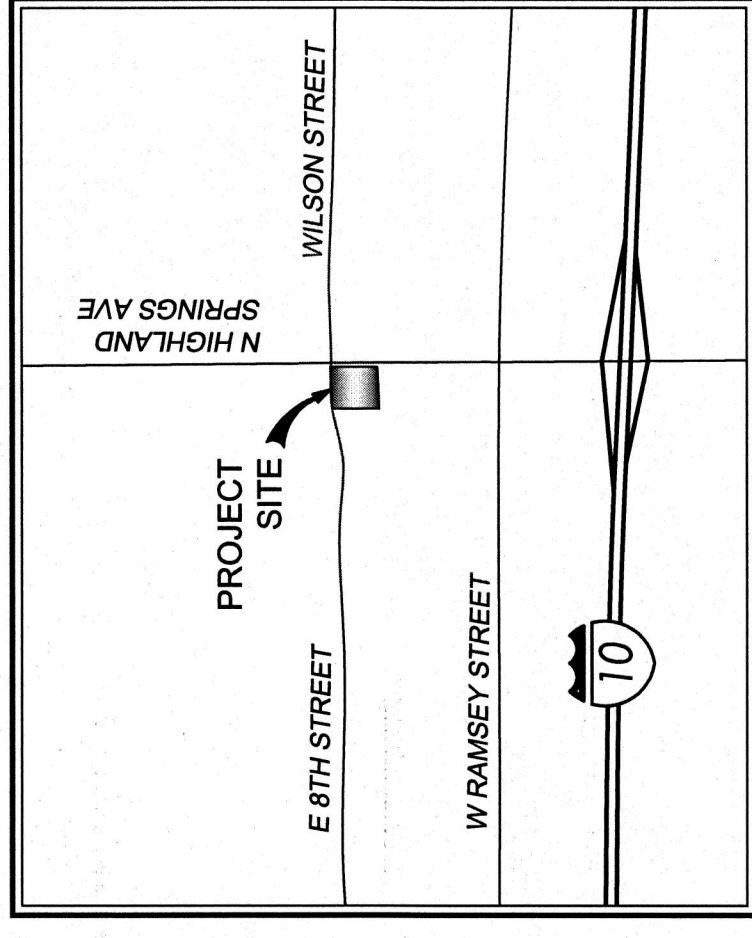 N HIGHLAND
SPRINGS AVE
WILSON STREET
PROJECT
SITE
E 8TH STREET
W RAMSEY STREET
10